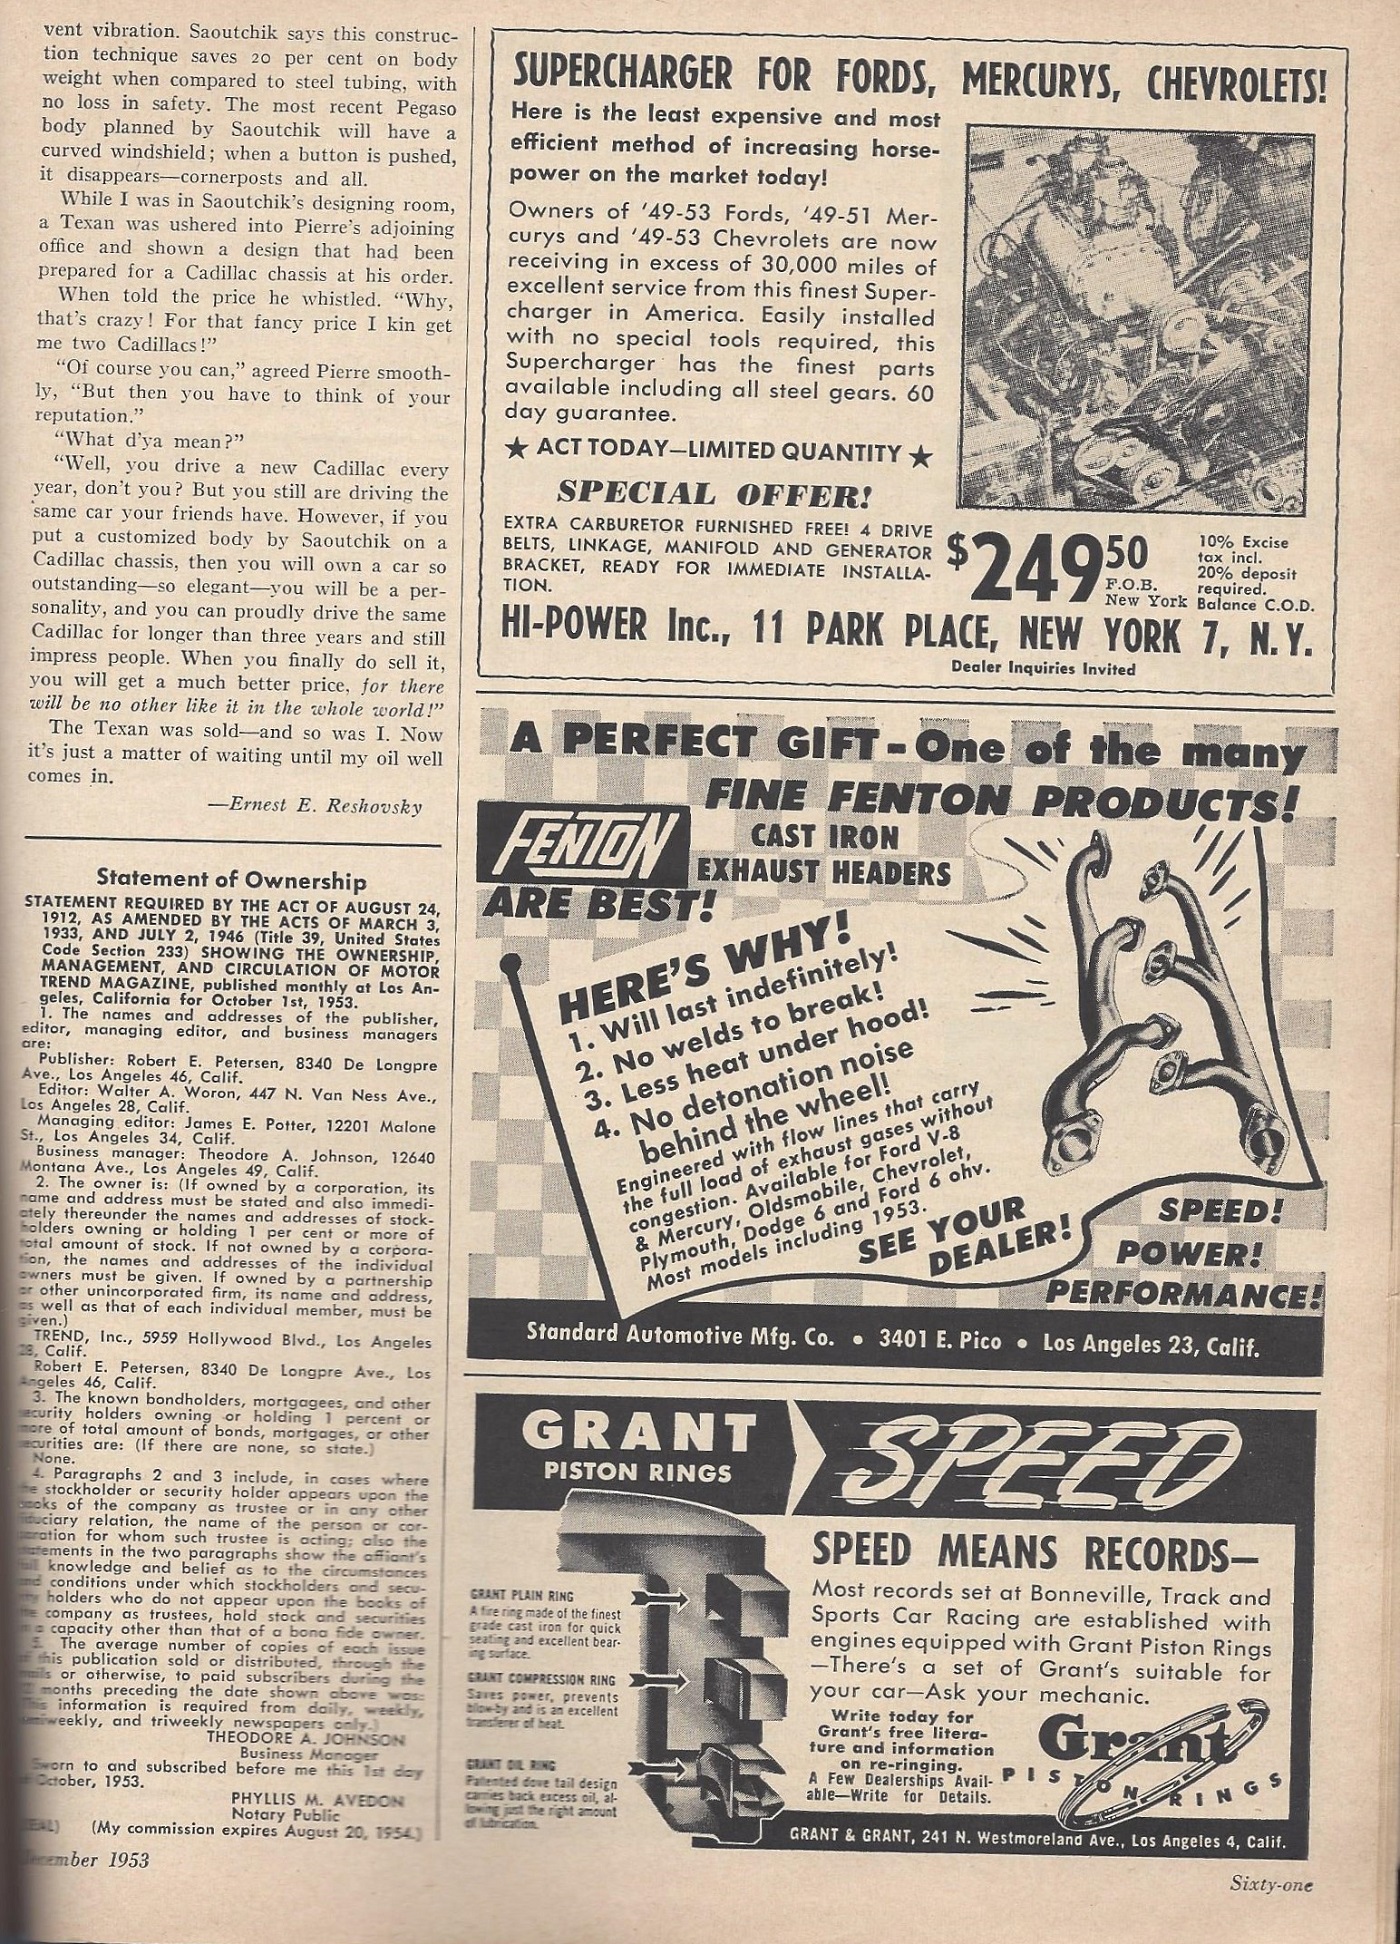 vent vibration. Saoutchik says this construc-
tion technique saves 20 per cent on body
weight when compared to steel tubing, with
no loss in safety. The most recent Pegaso
body planned by Saoutchik will have a
curved windshield; when a button is pushed,
it disappears—cornerposts and all.
While I was in Saoutchik's designing room,
a Texan was ushered into Pierre's adjoining
office and shown a design that had been
prepared for a Cadillac chassis at his order.
When told the price he whistled. "Why,
that's crazy! For that fancy price I kin get
me two Cadillacs!"
"Of course you can," agreed Pierre smooth-
ly, "But then you have to think of your
reputation."
"What d'ya mean?"
"Well, you drive a new Cadillac every
year, don't you? But you still are driving the
same car your friends have. However, if you
put a customized body by Saoutchik on a
Cadillac chassis, then you will own a car so
outstanding—so elegant—you will be a per-
sonality, and you can proudly drive the same
Cadillac for longer than three years and still
impress people. When you finally do sell it,
you will get a much better price, for there
will be no other like it in the whole world!"
The Texan was sold—and so was I. Now
it's just a matter of waiting until my oil well
comes in.
—Ernest E. Reshovsky
Statement of Ownership
STATEMENT REQUIRED BY THE ACT OF AUGUST 24,
1912, AS AMENDED BY THE ACTS OF MARCH 3,
1933, AND JULY 2, 1946 (Title 39, United States
Code Section 233) SHOWING THE OWNERSHIP,
MANAGEMENT, AND CIRCULATION OF MOTOR
TREND MAGAZINE, published monthly at Los An-
geles, California for October 1st, 1953.
1. The names and addresses of the publisher,
editor, managing editor, and business managers
are:
Publisher: Robert E. Petersen, 8340 De Longpre
Ave., Los Angeles 46, Calif.
Editor: Walter A. Woron, 447 N. Van Ness Ave.,
Los Angeles 28, Calif.
Managing editor: James E. Potter, 12201 Malone
St., Los Angeles 34, Calif.
Business manager: Theodore A. Johnson, 12640
Montana Ave., Los Angeles 49, Calif.
2. The owner is: (If owned by a corporation, its
name and address must be stated and also immedi-
ately thereunder the names and addresses of stock-
holders owning or holding 1 per cent or more of
total amount of stock. If not owned by a corpora-
tion, the names and addresses of the individual
owners must be given. If owned by a partnership
or other unincorporated firm, its name and address,
as well as that of each individual member, must be
given.)
TREND, Inc., 5959 Hollywood Blvd., Los Angeles
28, Calif.
Robert E. Petersen, 8340 De Longpre Ave., Los
Angeles 46, Calif.
3. The known bondholders, mortgagees, and other
security holders owning or holding 1 percent or
more of total amount of bonds, mortgages, or other
securities are: (If there are none, so state.)
None.
4. Paragraphs 2 and 3 include, in cases where
the stockholder or security holder appears upon the
books of the company as trustee or in any other
fiduciary relation, the name of the person or cor-
poration for whom such trustee is acting; also the
statements in the two paragraphs show the affiant's
full knowledge and belief as to the circumstances
and conditions under which stockholders and secu-
rity holders who do not appear upon the books of
the company as trustees, hold stock and securities
in a capacity other than that of a bona fide owner.
5. The average number of copies of each issue
of this publication sold or distributed, through the
mails or otherwise, to paid subscribers during the
12 months preceding the date shown above was:
(This information is required from daily, weekly,
semiweekly, and triweekly newspapers only.)
THEODORE A. JOHNSON
Business Manager
Sworn to and subscribed before me this 1st day
of October, 1953.
PHYLLIS M. AVEDON
Notary Public
(SEAL) (My commission expires August 20, 1954.)
December 1953
SUPERCHARGER FOR FORDS, MERCURYS, CHEVROLETS!
Here is the least expensive and most
efficient method of increasing horse-
power on the market today!
Owners of '49-53 Fords, '49-51 Mer-
curys and '49-53 Chevrolets are now
receiving in excess of 30,000 miles of
excellent service from this finest Super-
charger in America. Easily installed
with no special tools required, this
Supercharger has the finest parts
available including all steel gears. 60
day guarantee.
★ ACT TODAY—LIMITED QUANTITY ★
SPECIAL OFFER!
EXTRA CARBURETOR FURNISHED FREE! 4 DRIVE
BELTS, LINKAGE, MANIFOLD AND GENERATOR
BRACKET, READY FOR IMMEDIATE INSTALLA-
TION.
$249.50
F.O.B.
New York
10% Excise
tax incl.
20% deposit
required.
Balance C.O.D.
HI-POWER Inc., 11 PARK PLACE, NEW YORK 7, N.Y.
Dealer Inquiries Invited
A PERFECT GIFT - One of the many
FINE FENTON PRODUCTS!
FENTON
CAST IRON
EXHAUST HEADERS
ARE BEST!
HERE'S WHY!
1. Will last indefinitely!
2. No welds to break!
3. Less heat under hood!
4. No detonation noise
behind the wheel!
Engineered with flow lines that carry
the full load of exhaust gases without
congestion. Available for Ford V-8
& Mercury, Oldsmobile, Chevrolet,
Plymouth, Dodge 6 and Ford 6 ohv.
Most models including 1953.
SEE YOUR
DEALER!
SPEED!
POWER!
PERFORMANCE!
Standard Automotive Mfg. Co. • 3401 E. Pico • Los Angeles 23, Calif.
GRANT
PISTON RINGS
SPEED
GRANT PLAIN RING
A fire ring made of the finest
grade cast iron for quick
seating and excellent bear-
ing surface.
GRANT COMPRESSION RING
Saves power, prevents
blow-by and is an excellent
transferer of heat.
GRANT OIL RING
Patented dove tail design
carries back excess oil, al-
lowing just the right amount
of lubrication.
SPEED MEANS RECORDS—
Most records set at Bonneville, Track and
Sports Car Racing are established with
engines equipped with Grant Piston Rings
—There's a set of Grant's suitable for
your car—Ask your mechanic.
Write today for
Grant's free litera-
ture and information
on re-ringing.
A Few Dealerships Avail-
able—Write for Details.
Grant
PISTON RINGS
GRANT & GRANT, 241 N. Westmoreland Ave., Los Angeles 4, Calif.
Sixty-one